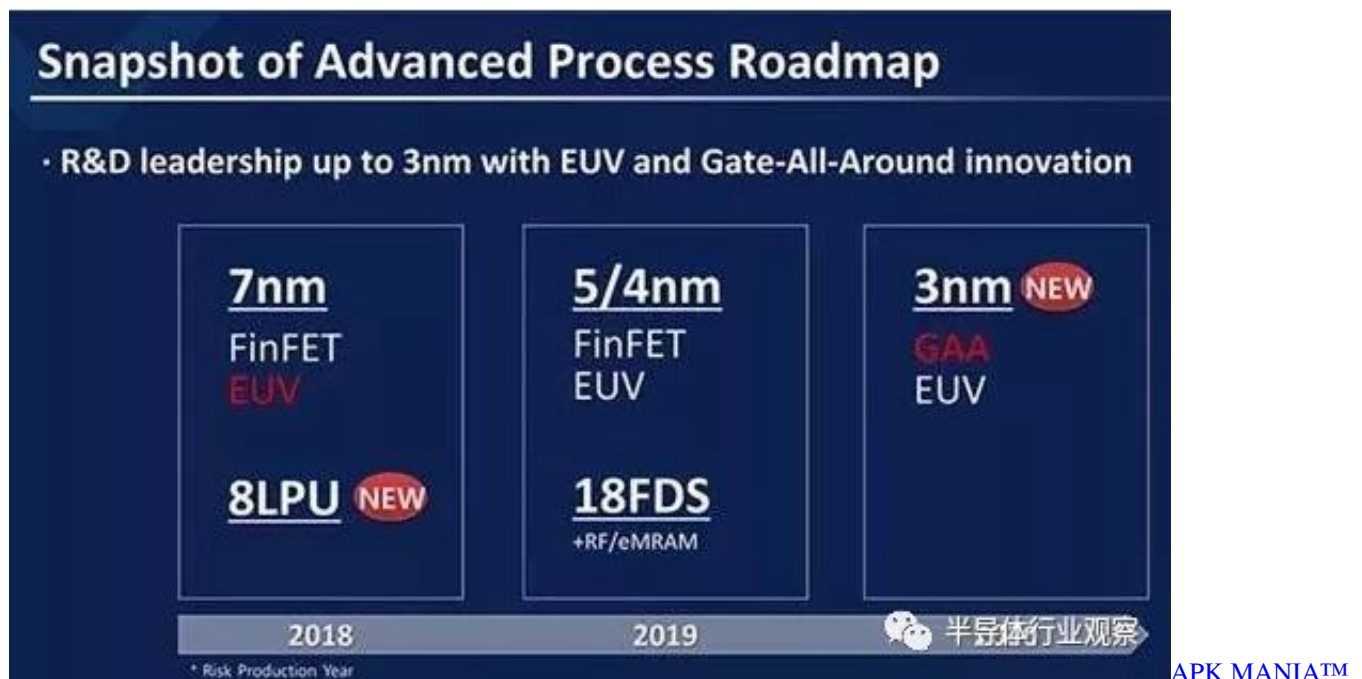 Snapshot of Advanced Process Roadmap
· R&D leadership up to 3nm with EUV and Gate-All-Around innovation
7nm
FinFET
EUV
8LPU NEW
5/4nm
FinFET
EUV
18FDS
+RF/eMRAM
3nm NEW
GAA
EUV
2018
2019
半导体行业观察
* Risk Production Year
APK MANIA™